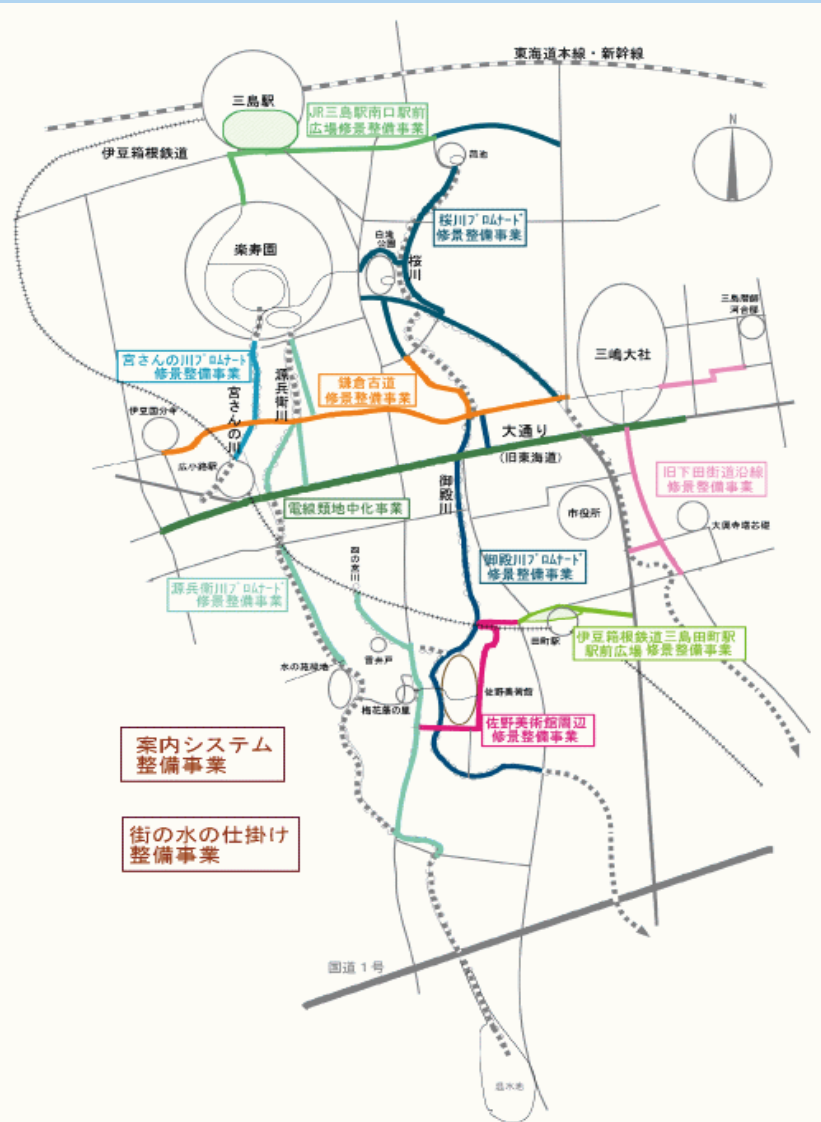 東海道本線・新幹線
三島駅
JR三島駅南口駅前
広場修景整備事業
N
伊豆箱根鉄道
菰池
桜川プロムナード
修景整備事業
白滝
公園
桜川
楽寿園
三島暦師
河合邸
三嶋大社
宮さんの川プロムナード
修景整備事業
源兵衛川
鎌倉古道
修景整備事業
宮さんの川
伊豆国分寺
大通り
(旧東海道)
広小路駅
旧下田街道沿線
修景整備事業
御殿川
電線類地中化事業
市役所
四の宮川
御殿川プロムナード
修景整備事業
源兵衛川プロムナード
修景整備事業
田町駅
伊豆箱根鉄道三島田町駅
駅前広場 修景整備事業
雷井戸
水の苑緑地
佐野美術館
梅花藻の里
佐野美術館周辺
修景整備事業
案内システム
整備事業
街の水の仕掛け
整備事業
国道1号